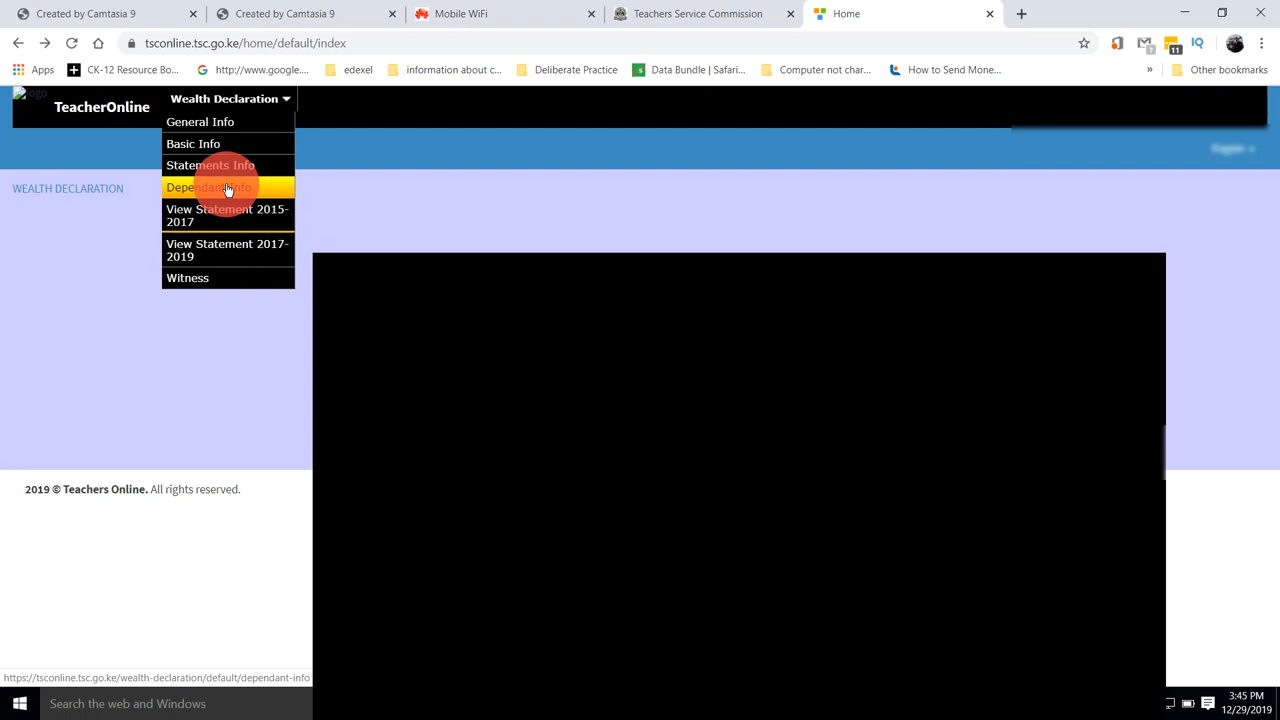 Created by Camtasia 9
Created by Camtasia 9
Mobile WiFi
Teachers Service Commission
Home
tsconline.tsc.go.ke/home/default/index
11
Apps
CK-12 Resource Bo...
http://www.google....
edexel
information about c...
Deliberate Practice
Data Bundle | Safari...
Computer not char...
How to Send Mone...
»
Other bookmarks
logo
TeacherOnline
Wealth Declaration
General Info
Basic Info
Statements Info
Dependant Info
View Statement 2015-
2017
View Statement 2017-
2019
Witness
WEALTH DECLARATION
2019 © Teachers Online. All rights reserved.
https://tsconline.tsc.go.ke/wealth-declaration/default/dependant-info
Search the web and Windows
3:45 PM
12/29/2019